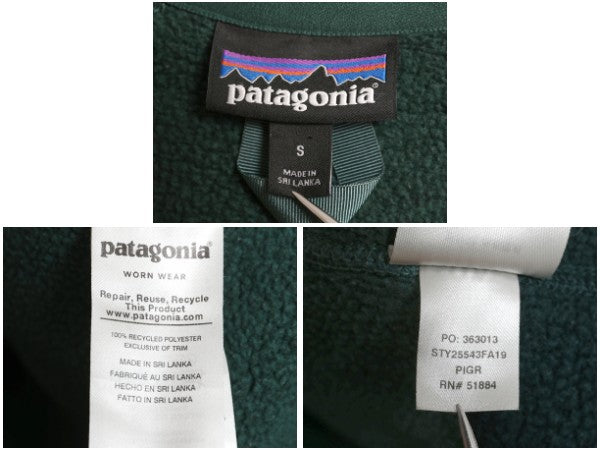 patagonia®
S
MADE IN
SRI LANKA
patagonia®
WORN WEAR
Repair, Reuse, Recycle
This Product
www.patagonia.com
100% RECYCLED POLYESTER
EXCLUSIVE OF TRIM
MADE IN SRI LANKA
FABRIQUÉ AU SRI LANKA
HECHO EN SRI LANKA
FATTO IN SRI LANKA
PO: 363013
STY25543FA19
PIGR
RN# 51884